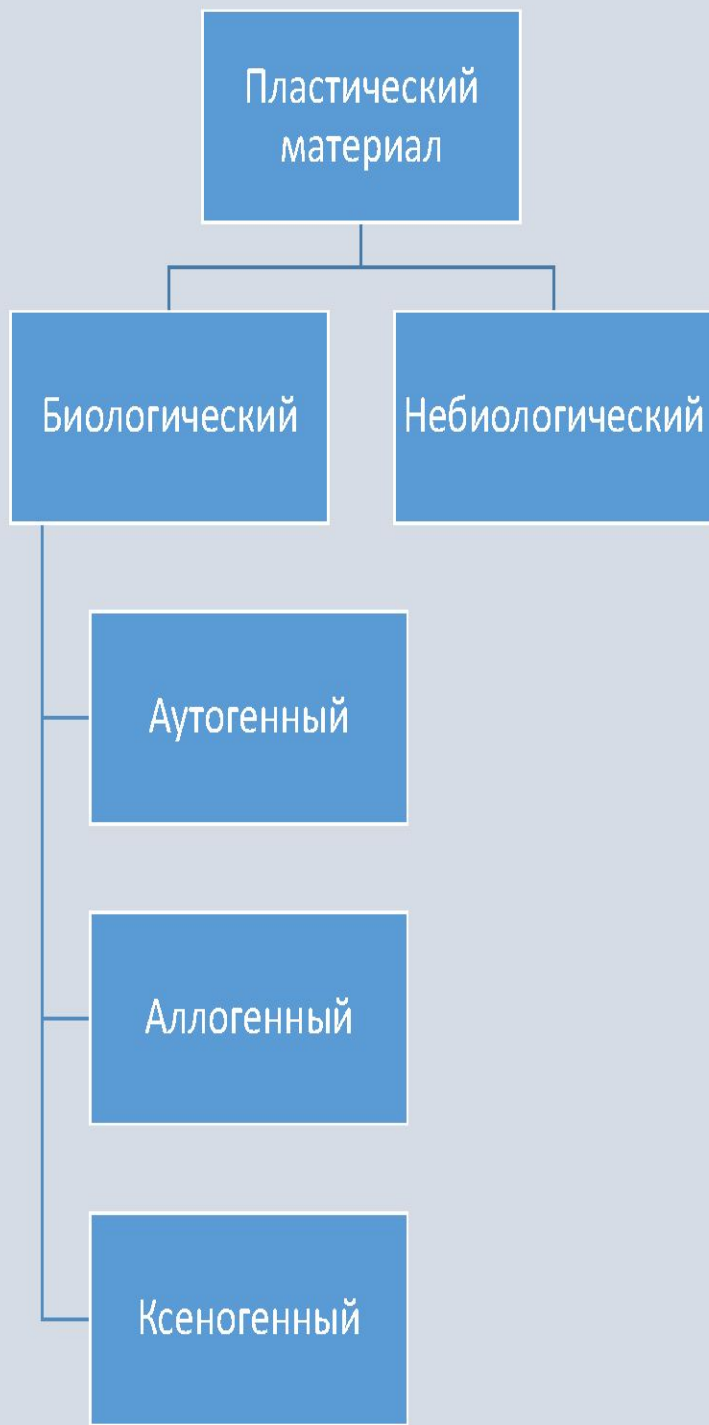 Пластический
материал
Биологический
Небиологический
Аутогенный
Аллогенный
Ксеногенный